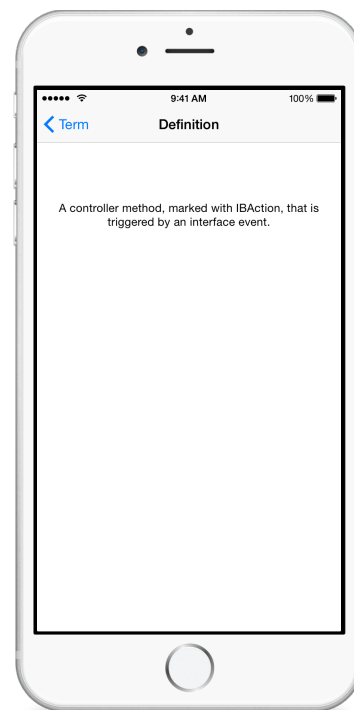 9:41 AM 100%
Term Definition
A controller method, marked with IBAction, that is
triggered by an interface event.